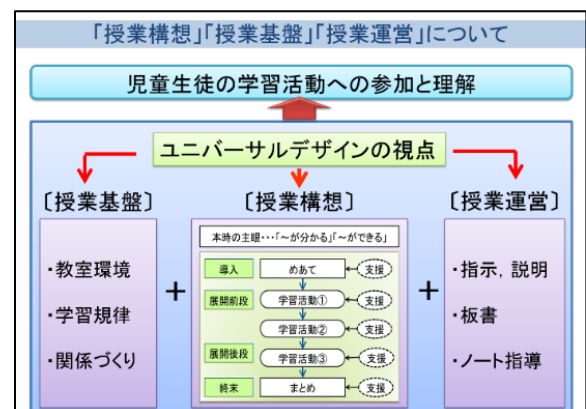 「授業構想」「授業基盤」「授業運営」について
児童生徒の学習活動への参加と理解
ユニバーサルデザインの視点
〔授業基盤〕
・教室環境
・学習規律
・関係づくり
+
〔授業構想〕
本時の主眼・・・「～が分かる」「～ができる」
導入 めあて 支援
展開前段 学習活動① 支援
学習活動② 支援
展開後段 学習活動③ 支援
終末 まとめ 支援
+
〔授業運営〕
・指示，説明
・板書
・ノート指導